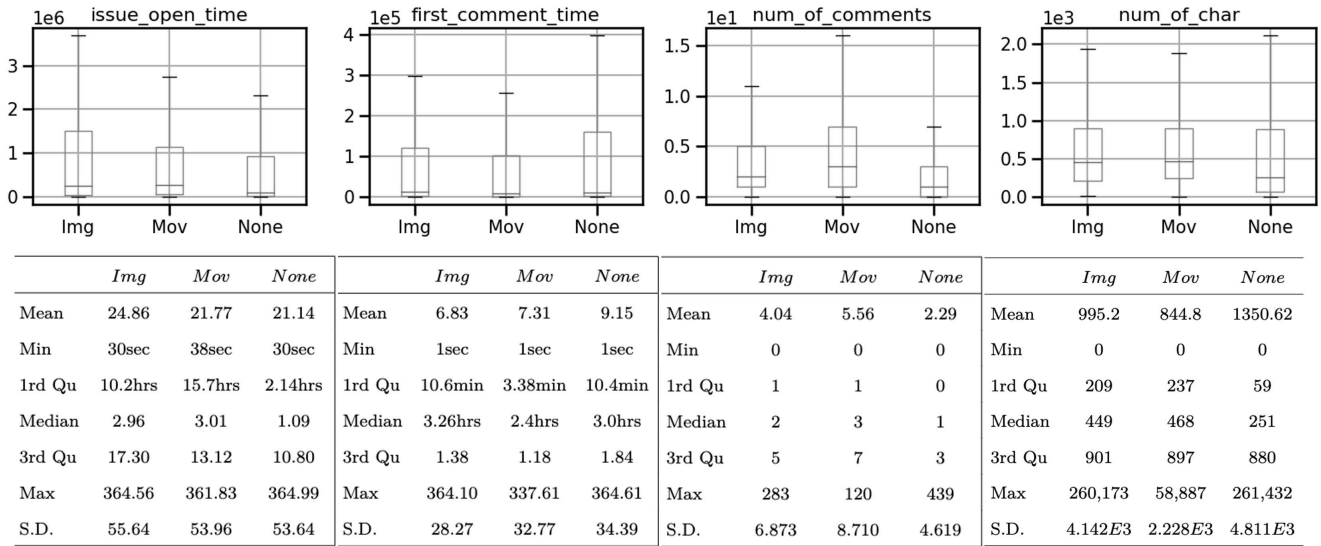 issue_open_time
1e6
3
2
1
0
Img Mov None
first_comment_time
1e5
4
3
2
1
0
Img Mov None
num_of_comments
1e1
1.5
1.0
0.5
0.0
Img Mov None
num_of_char
1e3
2.0
1.5
1.0
0.5
0.0
Img Mov None
Img Mov None
Mean 24.86 21.77 21.14
Min 30sec 38sec 30sec
1rd Qu 10.2hrs 15.7hrs 2.14hrs
Median 2.96 3.01 1.09
3rd Qu 17.30 13.12 10.80
Max 364.56 361.83 364.99
S.D. 55.64 53.96 53.64
Img Mov None
Mean 6.83 7.31 9.15
Min 1sec 1sec 1sec
1rd Qu 10.6min 3.38min 10.4min
Median 3.26hrs 2.4hrs 3.0hrs
3rd Qu 1.38 1.18 1.84
Max 364.10 337.61 364.61
S.D. 28.27 32.77 34.39
Img Mov None
Mean 4.04 5.56 2.29
Min 0 0 0
1rd Qu 1 1 0
Median 2 3 1
3rd Qu 5 7 3
Max 283 120 439
S.D. 6.873 8.710 4.619
Img Mov None
Mean 995.2 844.8 1350.62
Min 0 0 0
1rd Qu 209 237 59
Median 449 468 251
3rd Qu 901 897 880
Max 260,173 58,887 261,432
S.D. 4.142E3 2.228E3 4.811E3